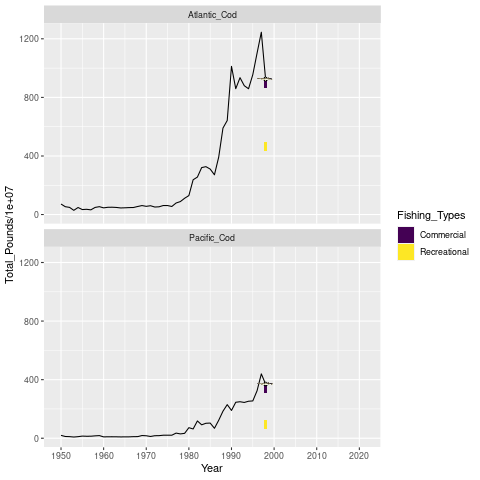 Atlantic_Cod
1200
800
400
0
Pacific_Cod
1200
800
400
0
1950 1960 1970 1980 1990 2000 2010 2020
Year
Total_Pounds/1e+07
Fishing_Types
Commercial
Recreational